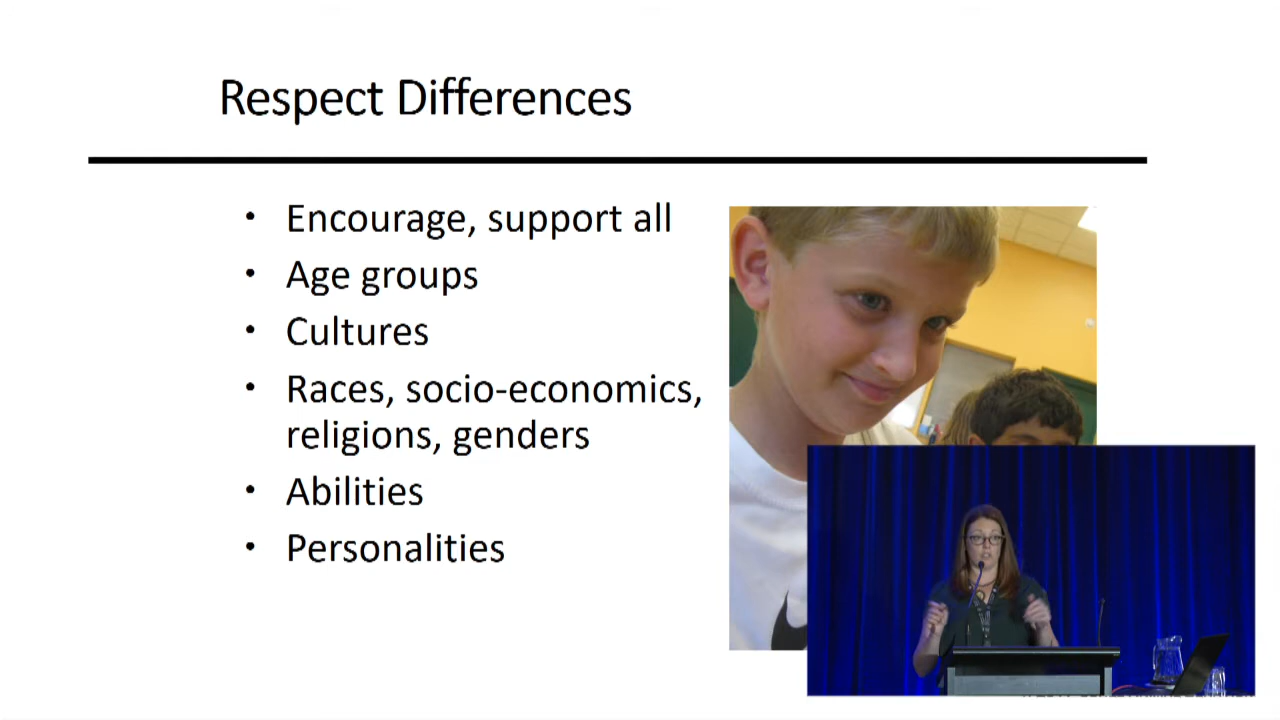 Respect Differences
• Encourage, support all
• Age groups
• Cultures
• Races, socio-economics,
religions, genders
• Abilities
• Personalities